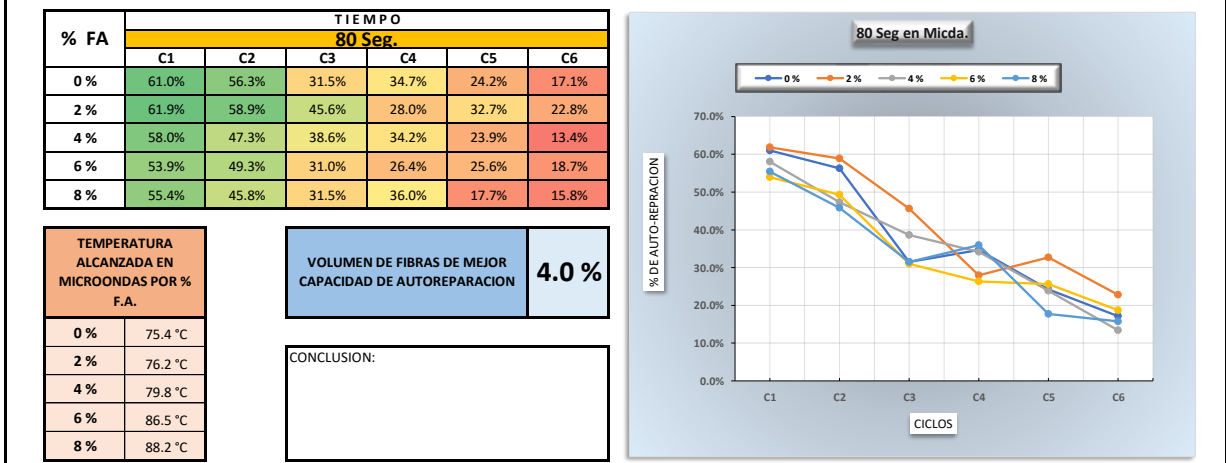 % FA
TIEMPO
80 Seg.
C1 C2 C3 C4 C5 C6
0 % 61.0% 56.3% 31.5% 34.7% 24.2% 17.1%
2 % 61.9% 58.9% 45.6% 28.0% 32.7% 22.8%
4 % 58.0% 47.3% 38.6% 34.2% 23.9% 13.4%
6 % 53.9% 49.3% 31.0% 26.4% 25.6% 18.7%
8 % 55.4% 45.8% 31.5% 36.0% 17.7% 15.8%
TEMPERATURA
ALCANZADA EN
MICROONDAS POR %
F.A.
0 % 75.4 °C
2 % 76.2 °C
4 % 79.8 °C
6 % 86.5 °C
8 % 88.2 °C
VOLUMEN DE FIBRAS DE MEJOR
CAPACIDAD DE AUTOREPARACION
4.0 %
CONCLUSION:
80 Seg en Micda.
0 % 2 % 4 % 6 % 8 %
% DE AUTO-REPRACION
70.0%
60.0%
50.0%
40.0%
30.0%
20.0%
10.0%
0.0%
C1 C2 C3 C4 C5 C6
CICLOS